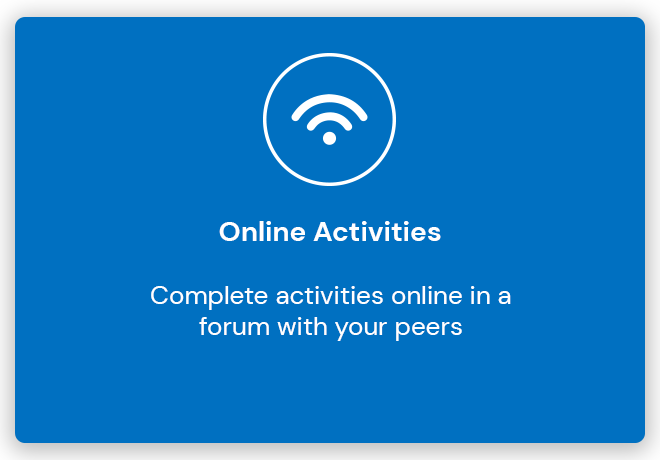 Online Activities
Complete activities online in a
forum with your peers